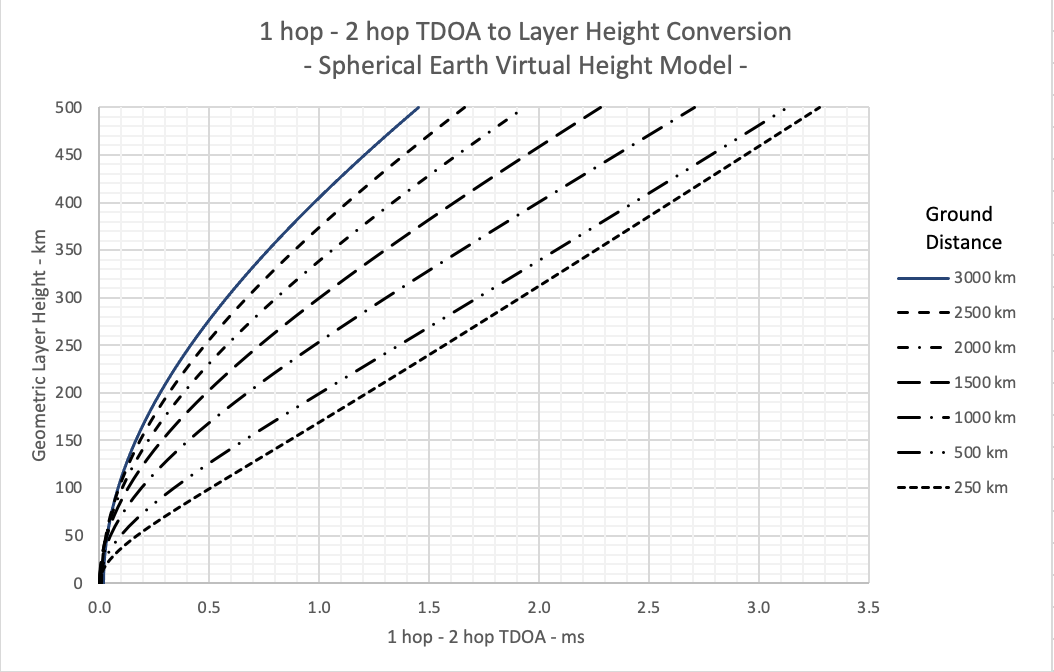 1 hop - 2 hop TDOA to Layer Height Conversion
- Spherical Earth Virtual Height Model -
500
450
400
350
300
250
200
150
100
50
0
Geometric Layer Height - km
0.0 0.5 1.0 1.5 2.0 2.5 3.0 3.5
1 hop - 2 hop TDOA - ms
Ground
Distance
3000 km
2500 km
2000 km
1500 km
1000 km
500 km
250 km